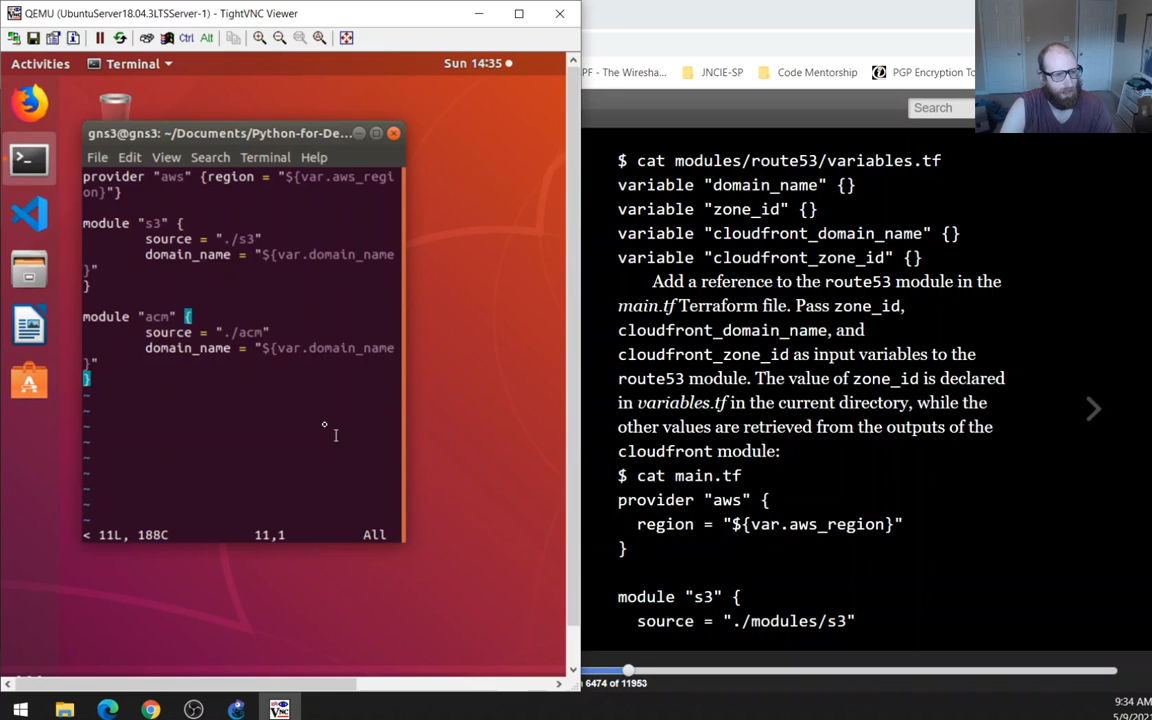 QEMU (UbuntuServer18.04.3LTSServer-1) - TightVNC Viewer
Ctrl Alt
Activities Terminal Sun 14:35
gns3@gns3: ~/Documents/Python-for-De...
File Edit View Search Terminal Help
provider "aws" {region = "${var.aws_regi
on}"}
module "s3" {
source = "./s3"
domain_name = "${var.domain_name
}"
}
module "acm" {
source = "./acm"
domain_name = "${var.domain_name
}"
}
~
~
~
~
~
~
~
~
~
< 11L, 188C 11,1 All
PF - The Wiresha... JNCIE-SP Code Mentorship PGP Encryption To
Search
$ cat modules/route53/variables.tf
variable "domain_name" {}
variable "zone_id" {}
variable "cloudfront_domain_name" {}
variable "cloudfront_zone_id" {}
Add a reference to the route53 module in the
main.tf Terraform file. Pass zone_id,
cloudfront_domain_name, and
cloudfront_zone_id as input variables to the
route53 module. The value of zone_id is declared
in variables.tf in the current directory, while the
other values are retrieved from the outputs of the
cloudfront module:
$ cat main.tf
provider "aws" {
region = "${var.aws_region}"
}
module "s3" {
source = "./modules/s3"
6474 of 11953
9:34 AM